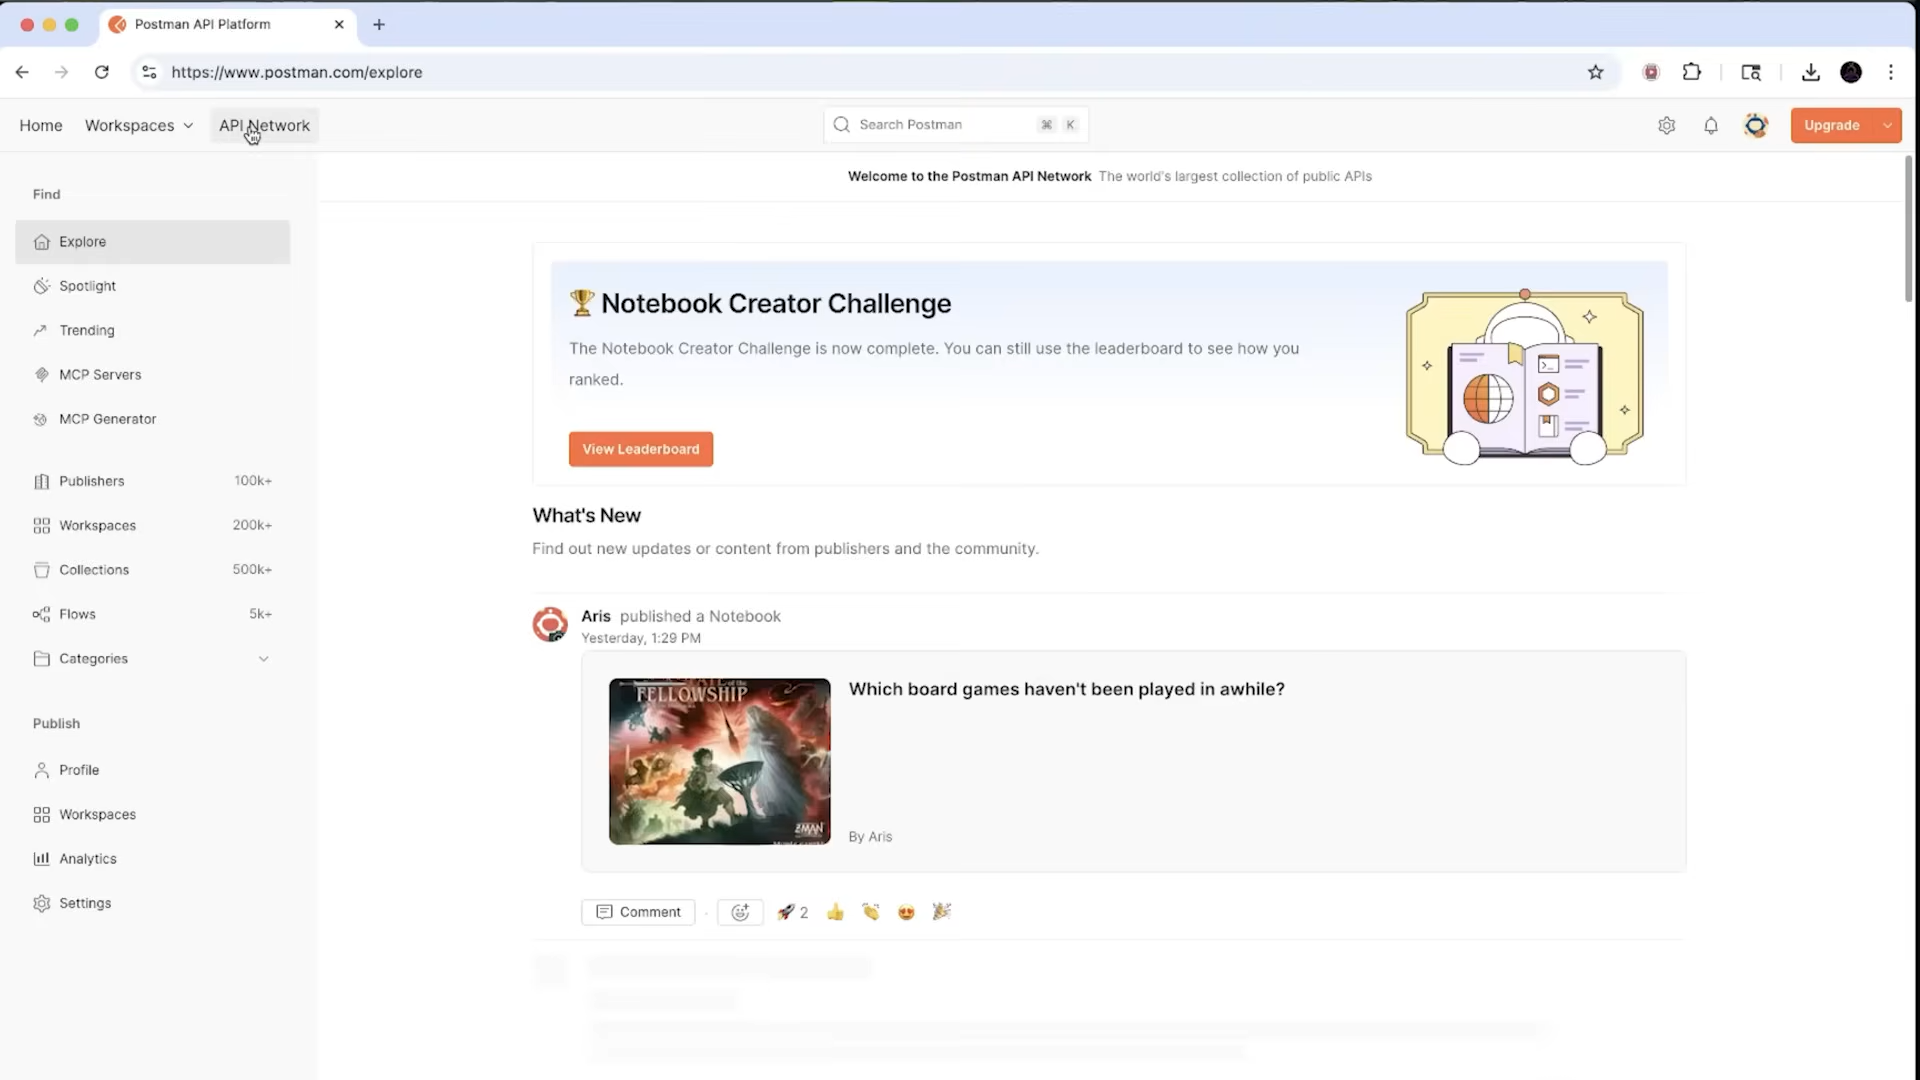 Postman API Platform
https://www.postman.com/explore
Home
Workspaces
API Network
Search Postman
⌘
K
Upgrade
Find
Explore
Spotlight
Trending
MCP Servers
MCP Generator
Publishers 100k+
Workspaces 200k+
Collections 500k+
Flows 5k+
Categories
Publish
Profile
Workspaces
Analytics
Settings
Welcome to the Postman API Network The world's largest collection of public APIs
🏆 Notebook Creator Challenge
The Notebook Creator Challenge is now complete. You can still use the leaderboard to see how you
ranked.
View Leaderboard
What's New
Find out new updates or content from publishers and the community.
Aris published a Notebook
Yesterday, 1:29 PM
FELLOWSHIP
ZMAN
Which board games haven't been played in awhile?
By Aris
Comment
2